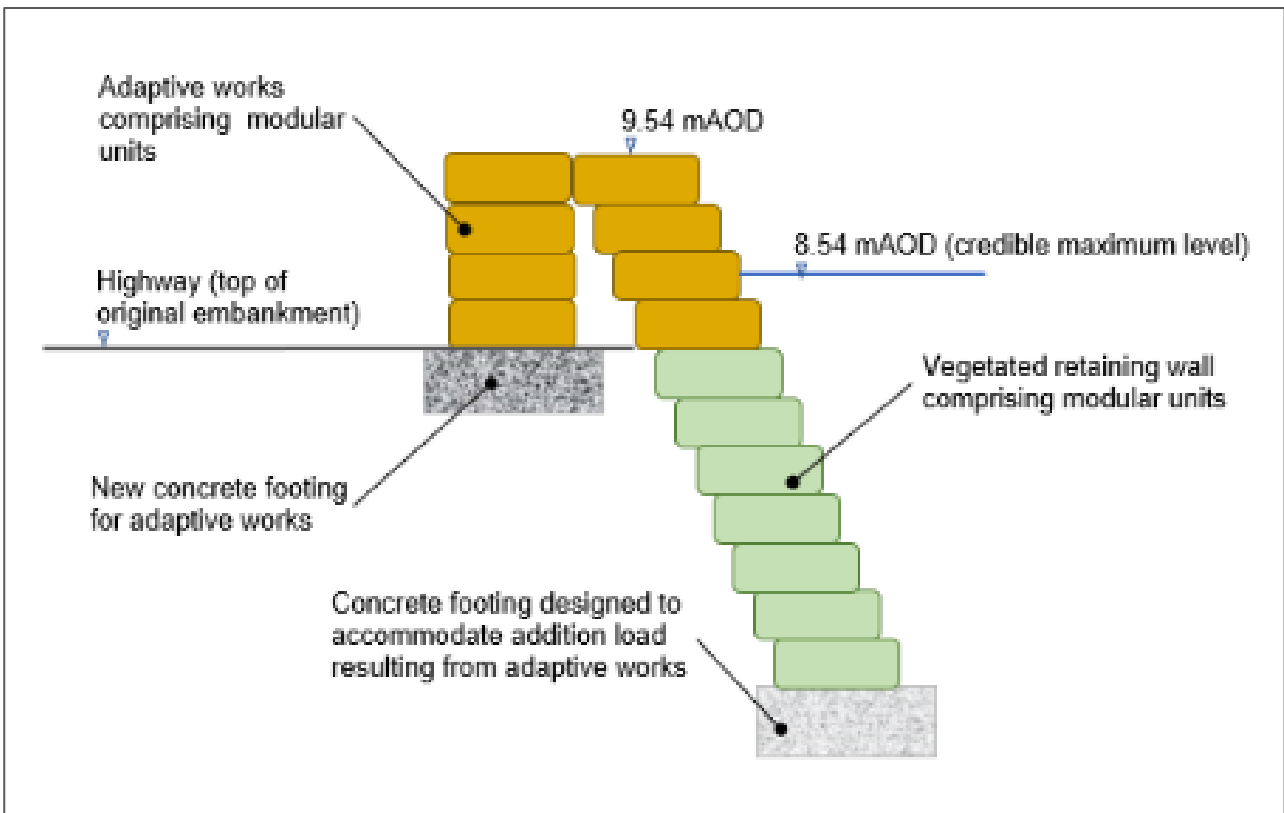 Adaptive works
comprising modular
units
9.54 mAOD
8.54 mAOD (credible maximum level)
Highway (top of
original embankment)
Vegetated retaining wall
comprising modular units
New concrete footing
for adaptive works
Concrete footing designed to
accommodate addition load
resulting from adaptive works